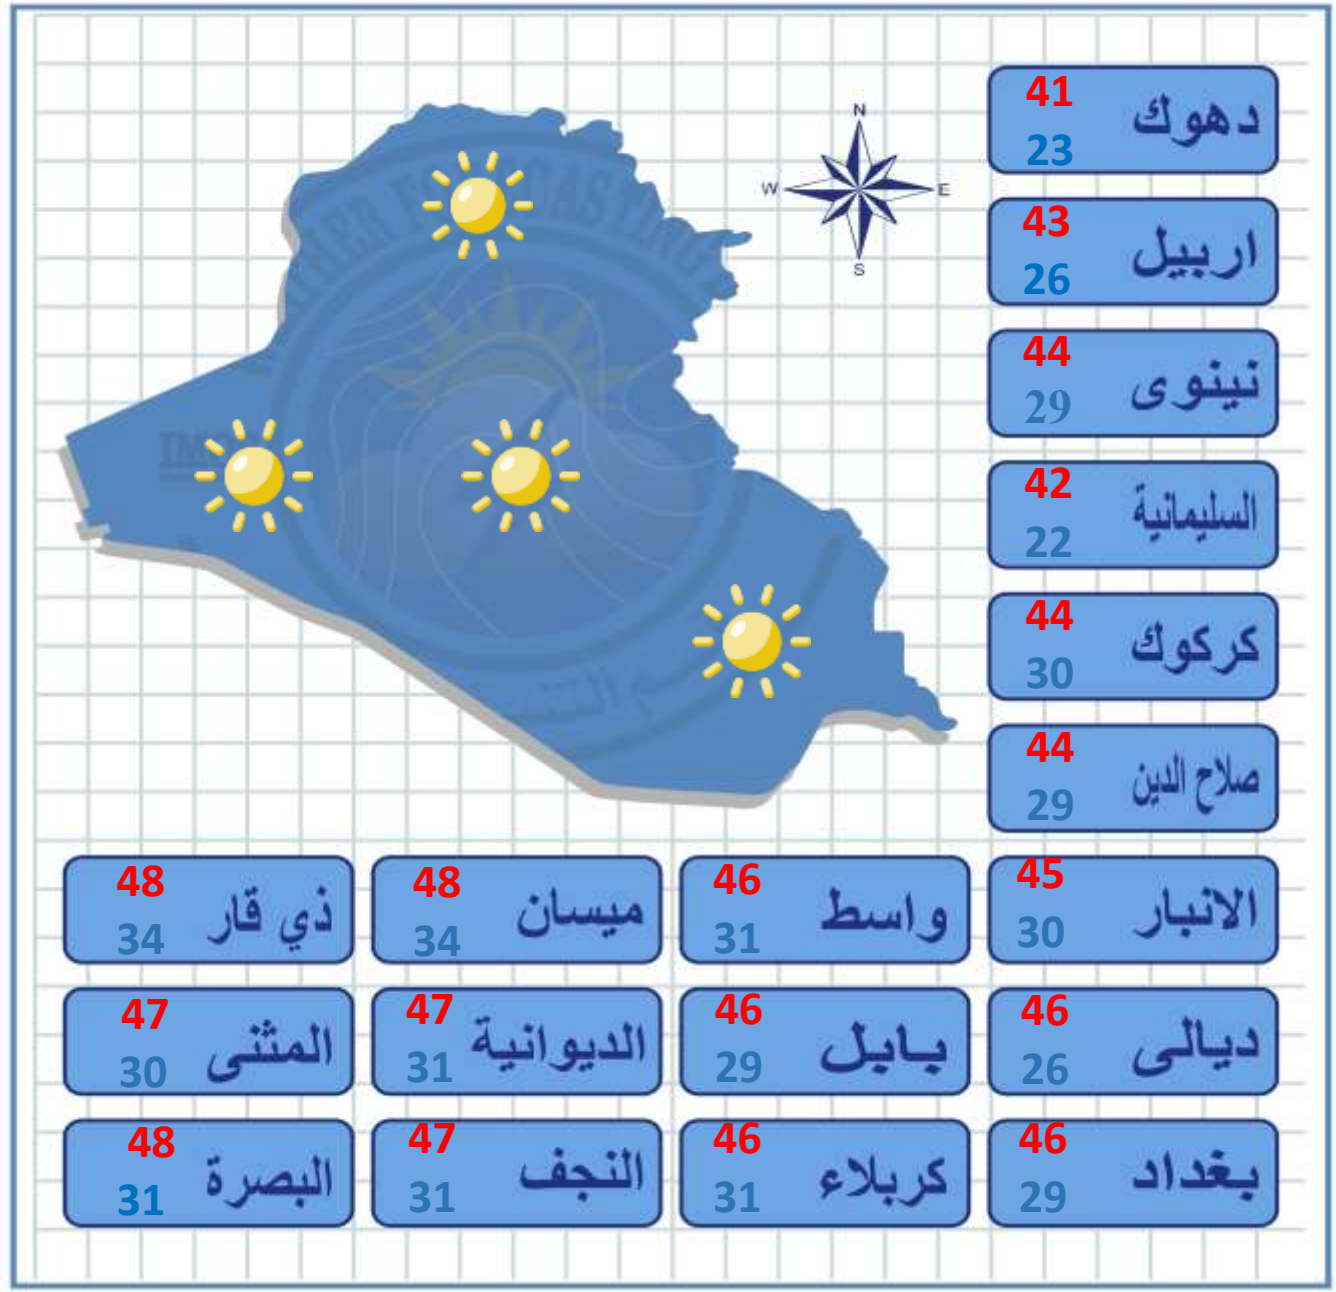 N
W
E
S
دهوك
41
23
اربيل
43
26
نينوى
44
29
السليمانية
42
22
كركوك
44
30
صلاح الدين
44
29
الانبار
45
30
واسط
46
31
ميسان
48
34
ذي قار
48
34
ديالى
46
26
بابل
46
29
الديوانية
47
31
المثنى
47
30
بغداد
46
29
كربلاء
46
31
النجف
47
31
البصرة
48
31